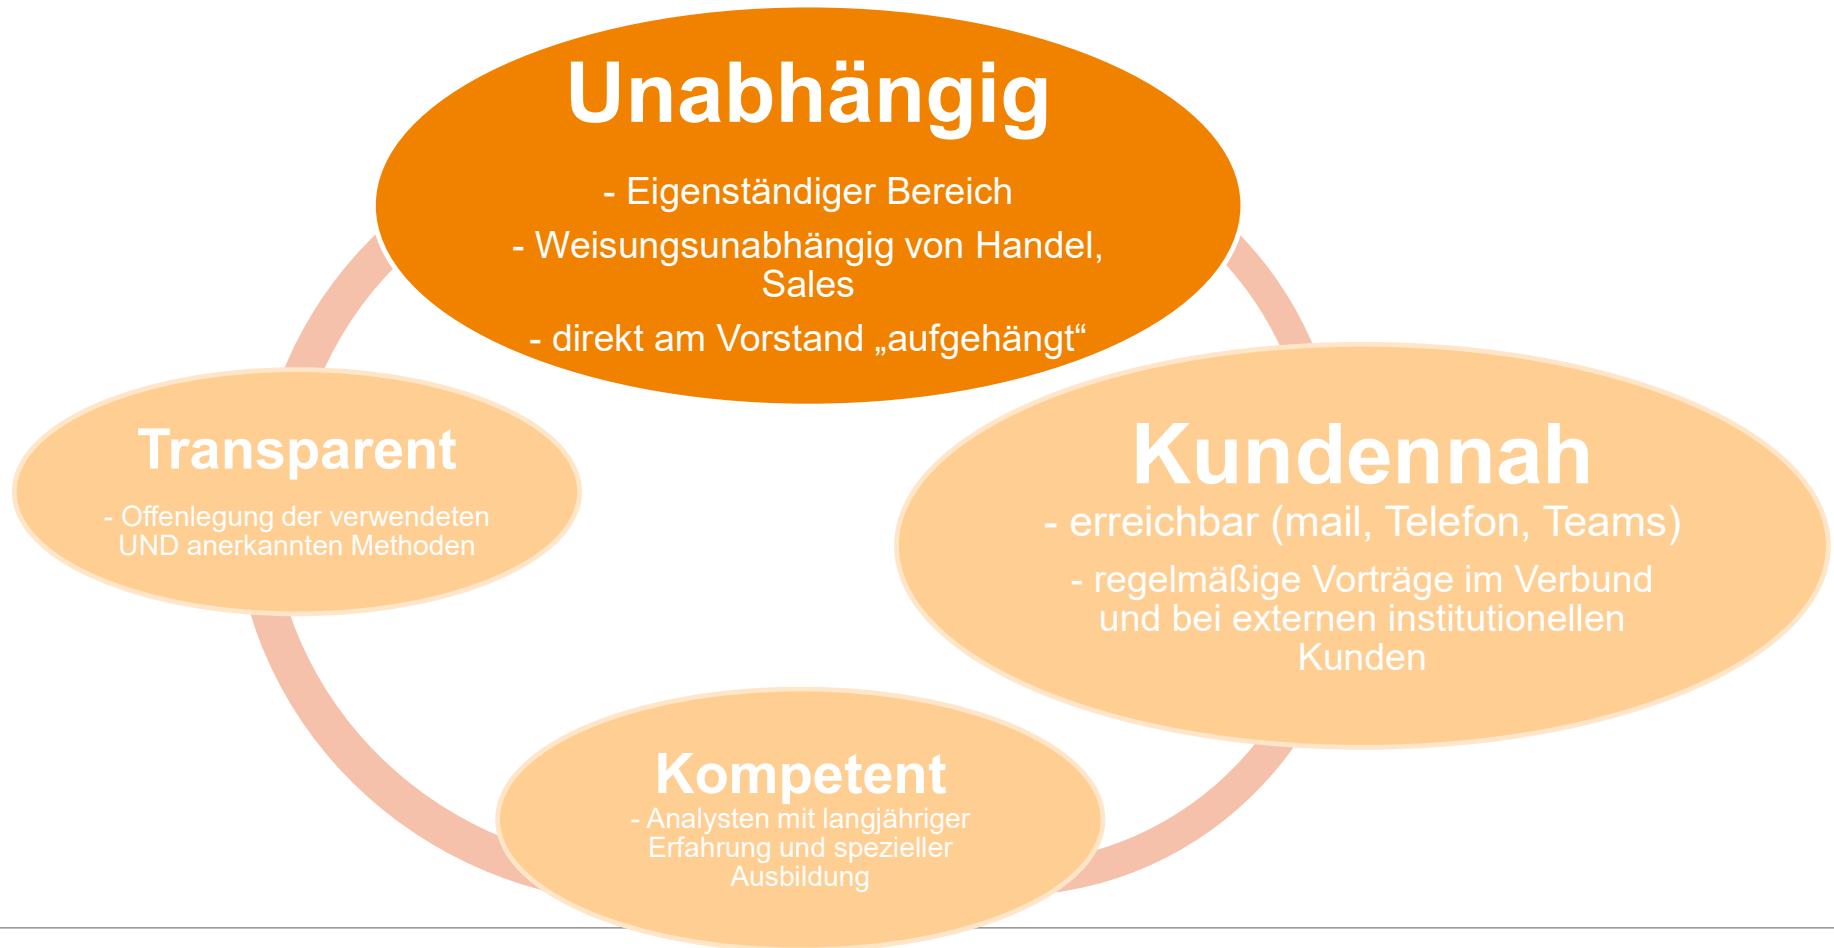 Unabhängig
- Eigenständiger Bereich
- Weisungsunabhängig von Handel,
Sales
- direkt am Vorstand „aufgehängt“
Transparent
- Offenlegung der verwendeten
UND anerkannten Methoden
Kundennah
- erreichbar (mail, Telefon, Teams)
- regelmäßige Vorträge im Verbund
und bei externen institutionellen
Kunden
Kompetent
- Analysten mit langjähriger
Erfahrung und spezieller
Ausbildung